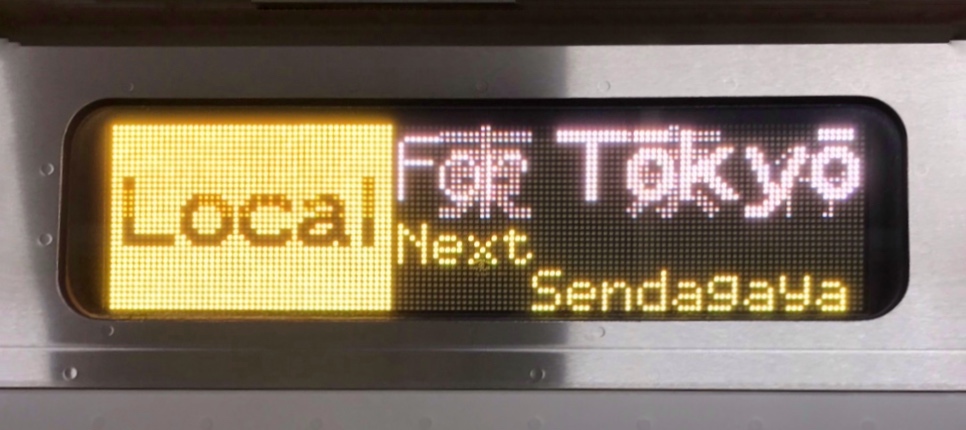 Local
For Tōkyō
Next
Sendagaya